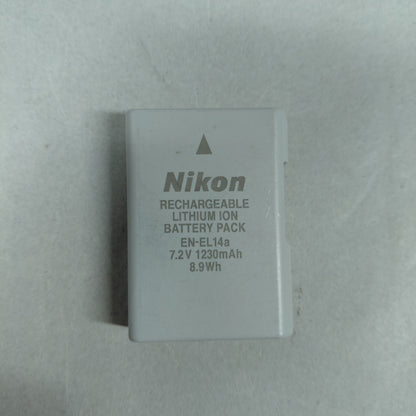 Nikon
RECHARGEABLE
LITHIUM ION
BATTERY PACK
EN-EL14a
7.2V 1230mAh
8.9Wh